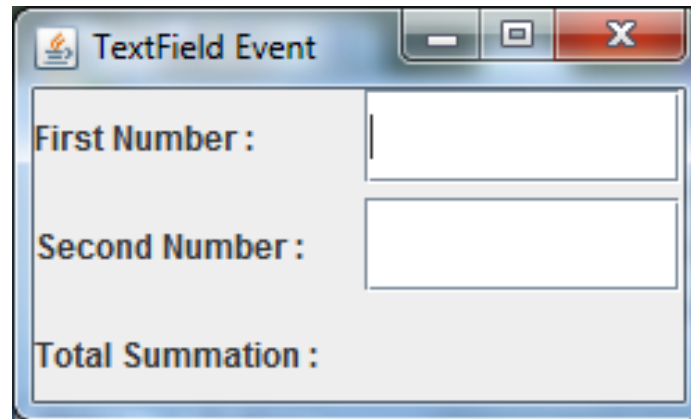 TextField Event
First Number :
Second Number :
Total Summation :